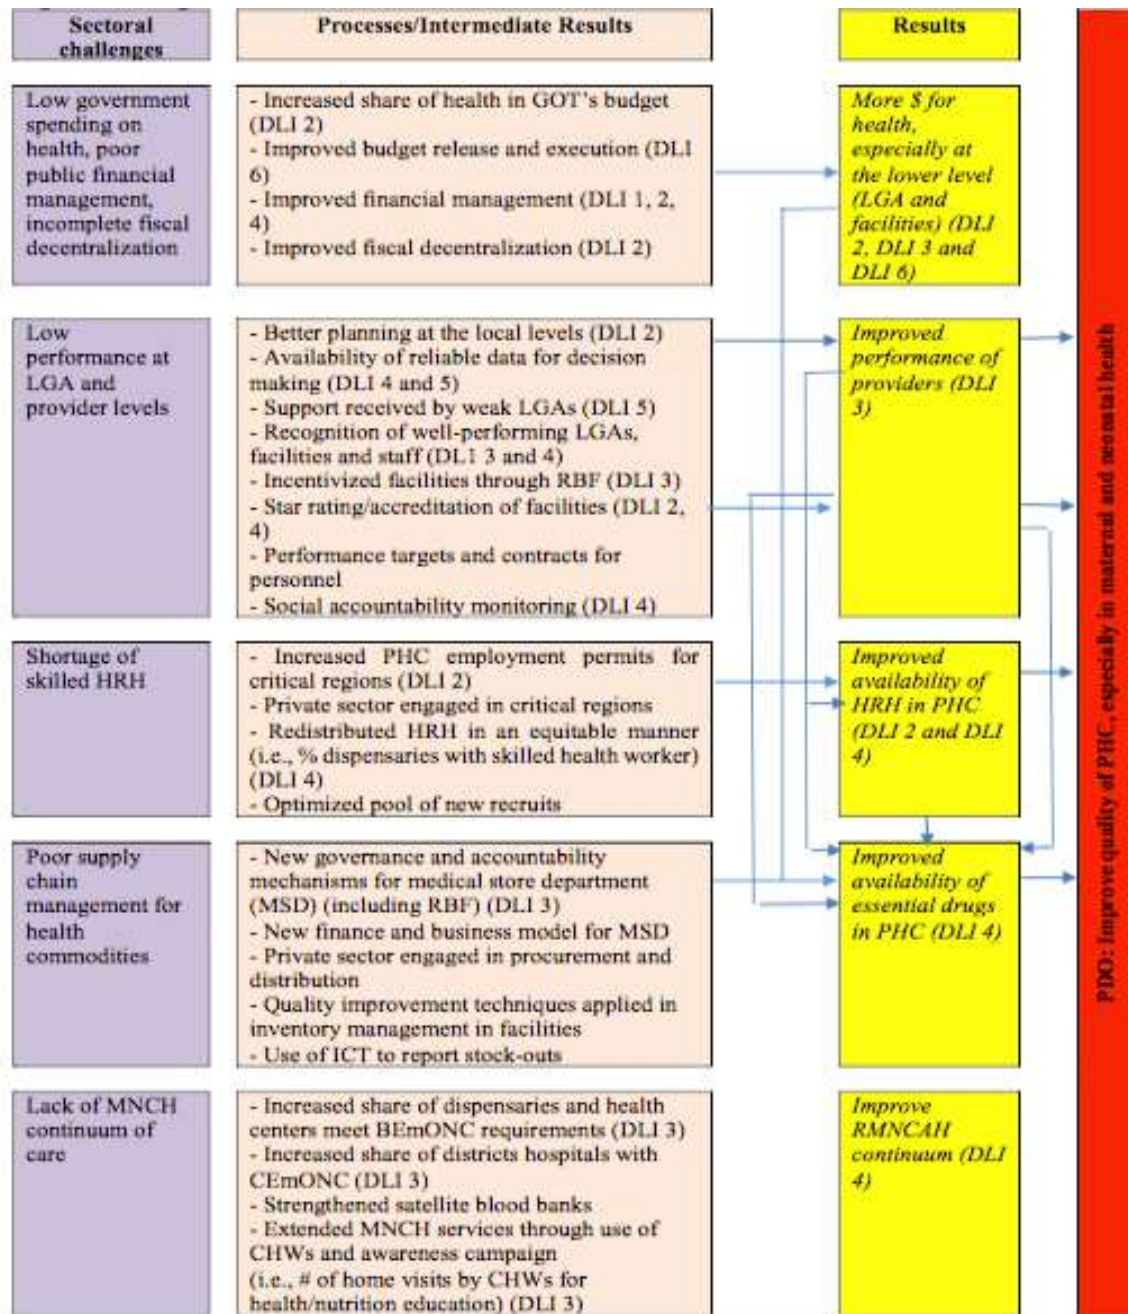 Sectoral
challenges
Processes/Intermediate Results
Results
Low government
spending on
health, poor
public financial
management,
incomplete fiscal
decentralization
- Increased share of health in GOT's budget
(DLI 2)
- Improved budget release and execution (DLI
6)
- Improved financial management (DLI 1, 2,
4)
- Improved fiscal decentralization (DLI 2)
More $ for
health,
especially at
the lower level
(LGA and
facilities) (DLI
2, DLI 3 and
DLI 6)
Low
performance at
LGA and
provider levels
- Better planning at the local levels (DLI 2)
- Availability of reliable data for decision
making (DLI 4 and 5)
- Support received by weak LGAs (DLI 5)
- Recognition of well-performing LGAs,
facilities and staff (DL1 3 and 4)
- Incentivized facilities through RBF (DLI 3)
- Star rating/accreditation of facilities (DLI 2,
4)
- Performance targets and contracts for
personnel
- Social accountability monitoring (DLI 4)
Improved
performance of
providers (DLI
3)
Shortage of
skilled HRH
- Increased PHC employment permits for
critical regions (DLI 2)
- Private sector engaged in critical regions
- Redistributed HRH in an equitable manner
(i.e., % dispensaries with skilled health worker)
(DLI 4)
- Optimized pool of new recruits
Improved
availability of
HRH in PHC
(DLI 2 and DLI
4)
Poor supply
chain
management for
health
commodities
- New governance and accountability
mechanisms for medical store department
(MSD) (including RBF) (DLI 3)
- New finance and business model for MSD
- Private sector engaged in procurement and
distribution
- Quality improvement techniques applied in
inventory management in facilities
- Use of ICT to report stock-outs
Improved
availability of
essential drugs
in PHC (DLI 4)
Lack of MNCH
continuum of
care
- Increased share of dispensaries and health
centers meet BEmONC requirements (DLI 3)
- Increased share of districts hospitals with
CEmONC (DLI 3)
- Strengthened satellite blood banks
- Extended MNCH services through use of
CHWs and awareness campaign
(i.e., # of home visits by CHWs for
health/nutrition education) (DLI 3)
Improve
RMNCAH
continuum (DLI
4)
PDO: Improve quality of PHC, especially in maternal and neonatal health